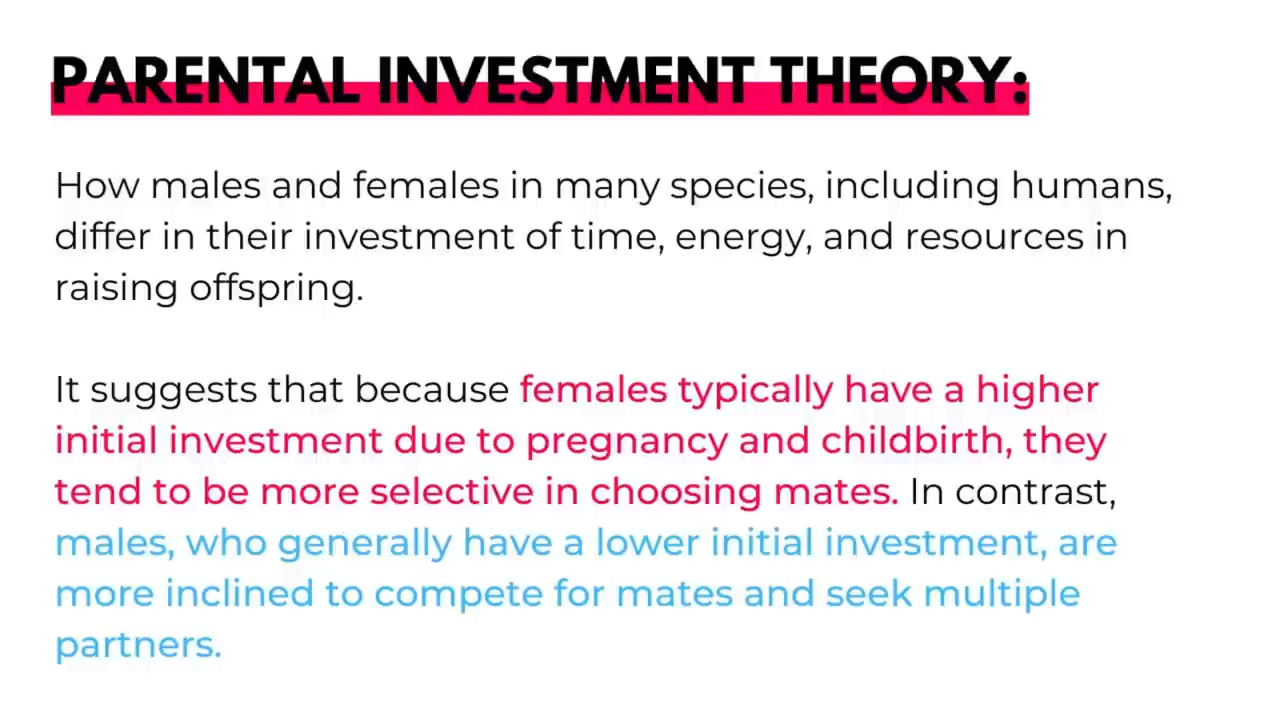 PARENTAL INVESTMENT THEORY:
How males and females in many species, including humans,
differ in their investment of time, energy, and resources in
raising offspring.
It suggests that because females typically have a higher
initial investment due to pregnancy and childbirth, they
tend to be more selective in choosing mates. In contrast,
males, who generally have a lower initial investment, are
more inclined to compete for mates and seek multiple
partners.